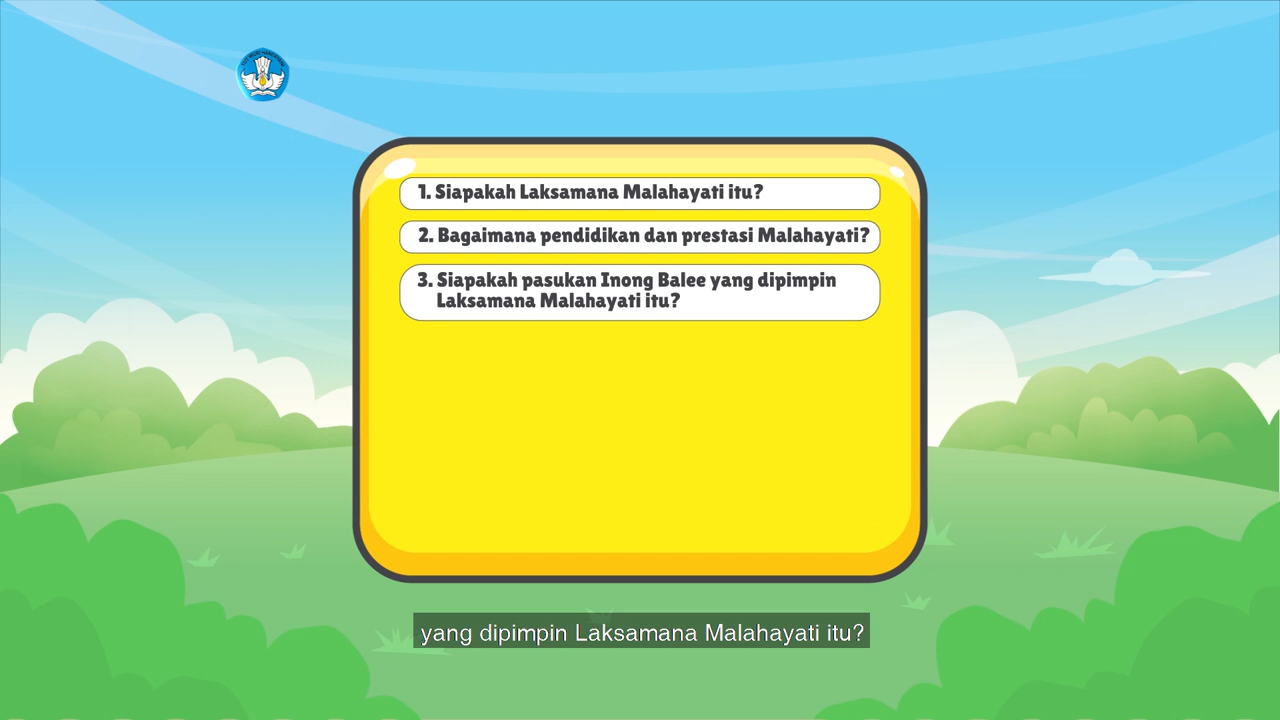 1. Siapakah Laksamana Malahayati itu?
2. Bagaimana pendidikan dan prestasi Malahayati?
3. Siapakah pasukan Inong Balee yang dipimpin
Laksamana Malahayati itu?
yang dipimpin Laksamana Malahayati itu?